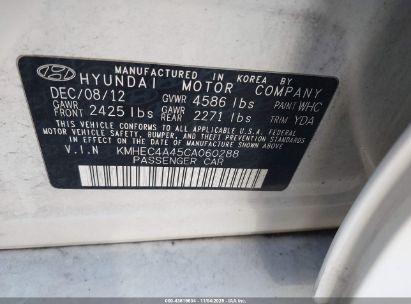 MANUFACTURED IN KOREA BY
HYUNDAI MOTOR COMPANY
DEC/08/12 GVWR 4586 lbs PAINT WHC
GAWR FRONT 2425 lbs GAWR REAR 2271 lbs TRIM YDA
THIS VEHICLE CONFORMS TO ALL APPLICABLE U.S.A. FEDERAL
MOTOR VEHICLE SAFETY, BUMPER, AND THEFT PREVENTION
STANDARDS IN EFFECT ON THE DATE OF MANUFACTURE SHOWN ABOVE.
V.I.N KMHEC4A45CA060288
PASSENGER CAR